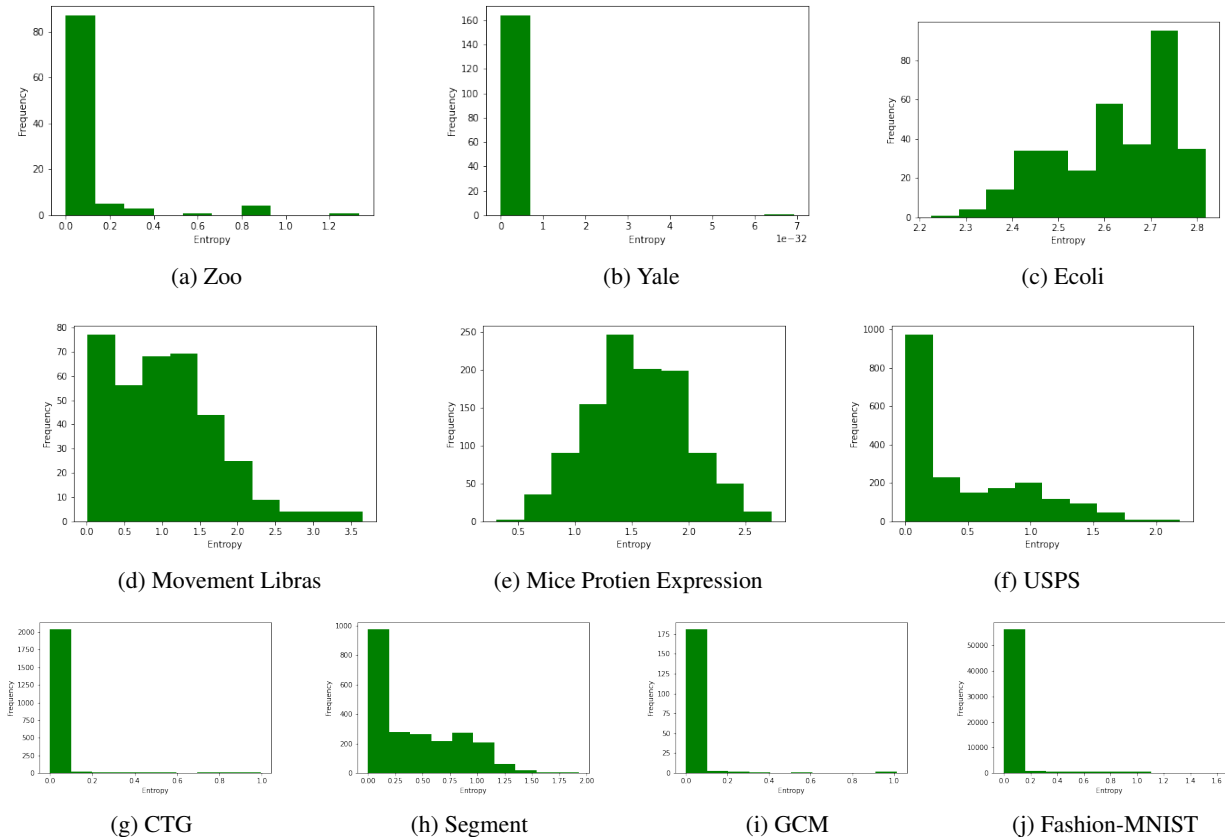 80
60
40
20
0
Frequency
0.0 0.2 0.4 0.6 0.8 1.0 1.2
Entropy
(a) Zoo
160
140
120
100
80
60
40
20
0
Frequency
0 1 2 3 4 5 6 7
1e−32
Entropy
(b) Yale
80
60
40
20
0
Frequency
2.2 2.3 2.4 2.5 2.6 2.7 2.8
Entropy
(c) Ecoli
80
70
60
50
40
30
20
10
0
Frequency
0.0 0.5 1.0 1.5 2.0 2.5 3.0 3.5
Entropy
(d) Movement Libras
250
200
150
100
50
0
Frequency
0.5 1.0 1.5 2.0 2.5
Entropy
(e) Mice Protien Expression
1000
800
600
400
200
0
Frequency
0.0 0.5 1.0 1.5 2.0
Entropy
(f) USPS
2000
1750
1500
1250
1000
750
500
250
0
Frequency
0.0 0.2 0.4 0.6 0.8 1.0
Entropy
(g) CTG
1000
800
600
400
200
0
Frequency
0.00 0.25 0.50 0.75 1.00 1.25 1.50 1.75 2.00
Entropy
(h) Segment
175
150
125
100
75
50
25
0
Frequency
0.0 0.2 0.4 0.6 0.8 1.0
Entropy
(i) GCM
50000
40000
30000
20000
10000
0
Frequency
0.0 0.2 0.4 0.6 0.8 1.0 1.2 1.4 1.6
Entropy
(j) Fashion-MNIST